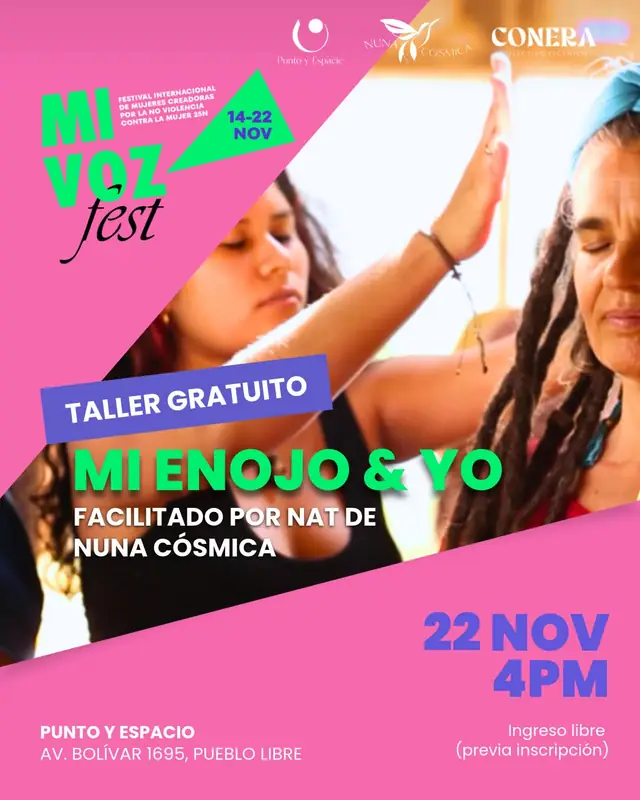 Punto y Espacio
NUNA CÓSMICA
CONERA
MI
VOZ
fest
FESTIVAL INTERNACIONAL
DE MUJERES CREADORAS
POR LA NO VIOLENCIA
CONTRA LA MUJER 25N
14-22
NOV
TALLER GRATUITO
MI ENOJO & YO
FACILITADO POR NAT DE
NUNA CÓSMICA
22 NOV
4PM
PUNTO Y ESPACIO
AV. BOLÍVAR 1695, PUEBLO LIBRE
Ingreso libre
(previa inscripción)